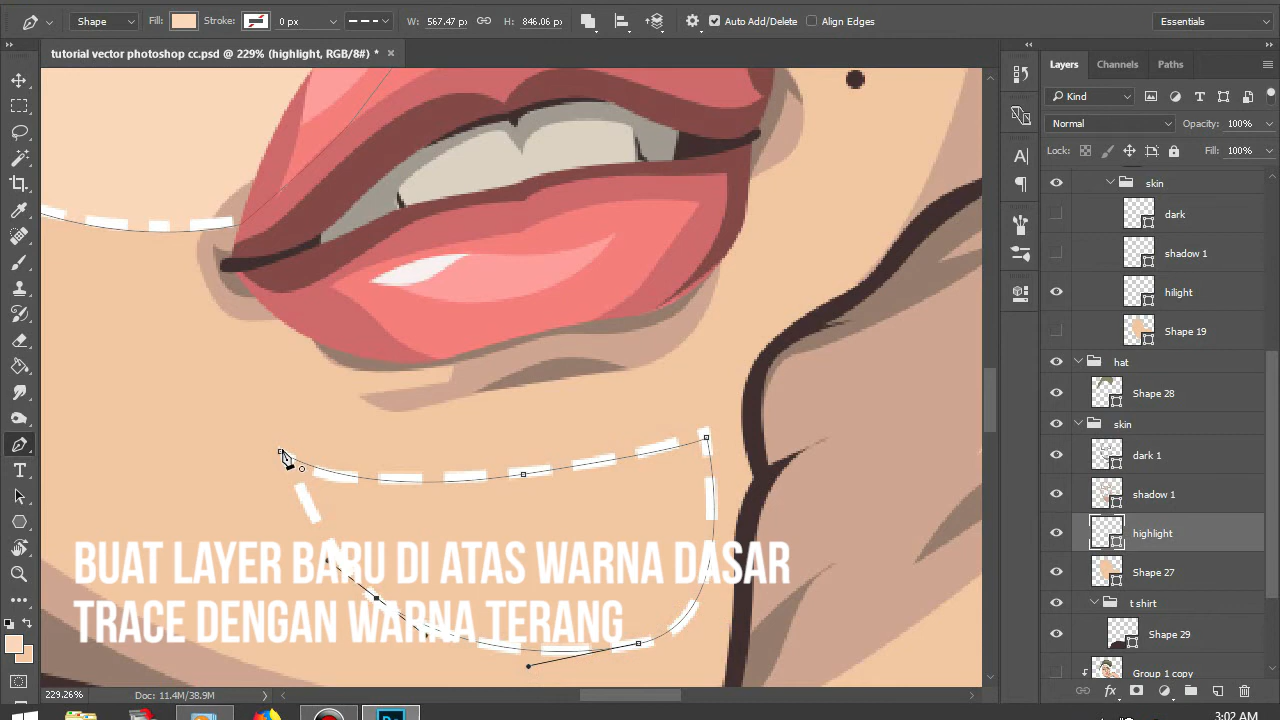 Shape Fill: Stroke: 0 px W: 567.47 px H: 846.06 px Auto Add/Delete Align Edges Essentials
tutorial vector photoshop cc.psd @ 229% (highlight, RGB/8#) * ×
Layers Channels Paths
Kind
Normal Opacity: 100%
Lock: Fill: 100%
skin
dark
shadow 1
hilight
Shape 19
hat
Shape 28
skin
dark 1
shadow 1
highlight
Shape 27
t shirt
Shape 29
Group 1 copy
BUAT LAYER BARU DI ATAS WARNA DASAR
TRACE DENGAN WARNA TERANG
229.26% Doc: 11.4M/38.9M
3:02 AM